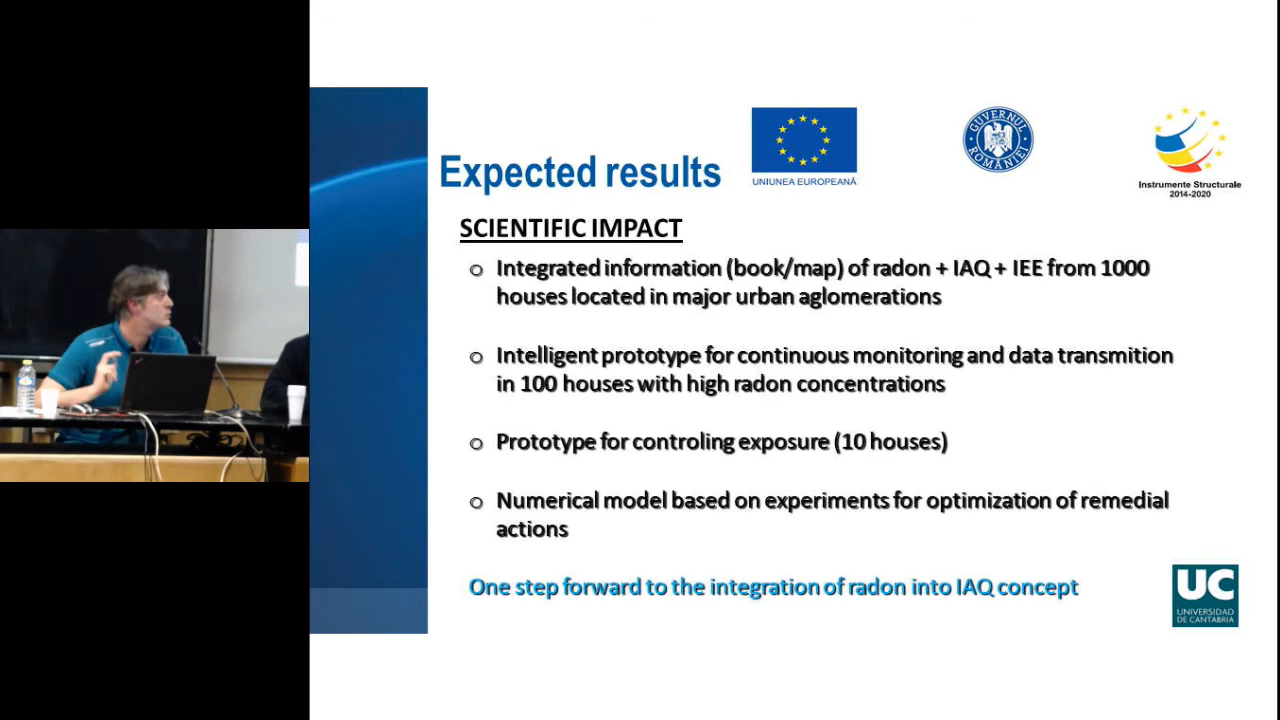 Expected results
UNIUNEA EUROPEANĂ
GUVERNUL ROMÂNIEI
Instrumente Structurale
2014-2020
SCIENTIFIC IMPACT
o Integrated information (book/map) of radon + IAQ + IEE from 1000
houses located in major urban aglomerations
o Intelligent prototype for continuous monitoring and data transmition
in 100 houses with high radon concentrations
o Prototype for controling exposure (10 houses)
o Numerical model based on experiments for optimization of remedial
actions
One step forward to the integration of radon into IAQ concept
UC
UNIVERSIDAD
DE CANTABRIA